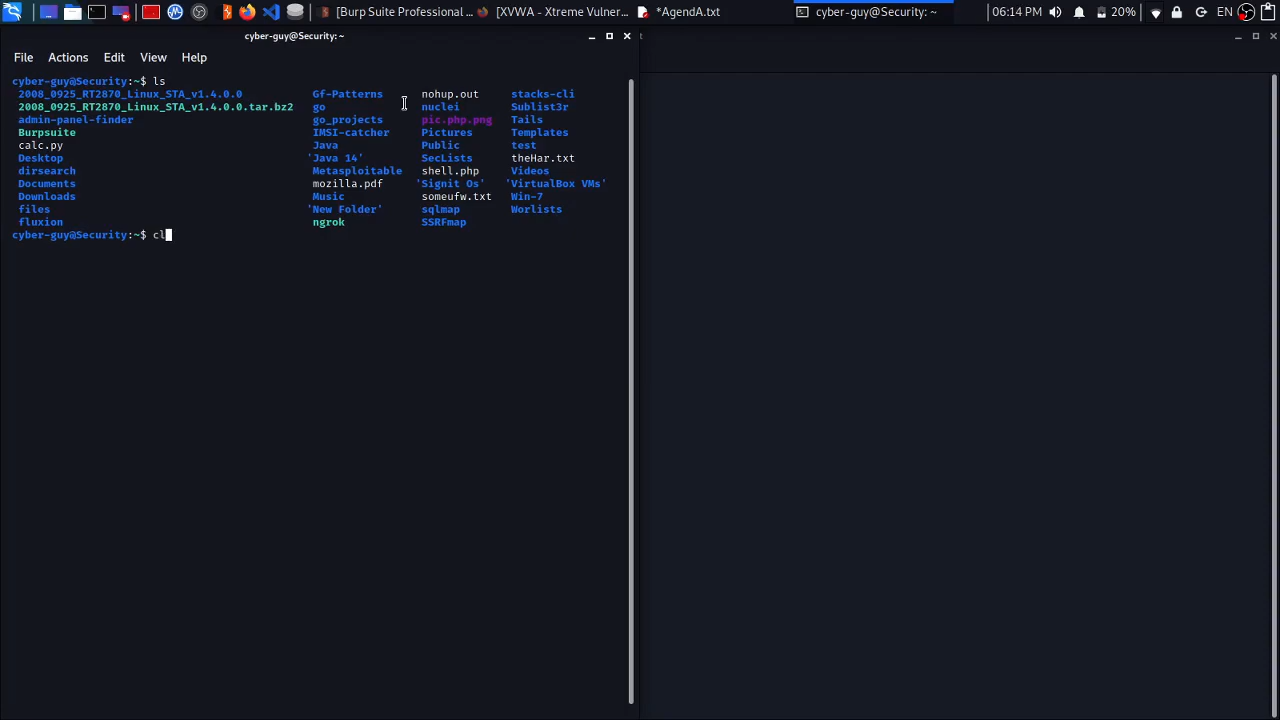 [Burp Suite Professional ... [XVWA - Xtreme Vulner... *AgendA.txt cyber-guy@Security: ~ 06:14 PM 20% EN
cyber-guy@Security:~
File Actions Edit View Help
cyber-guy@Security:~$ ls
2008_0925_RT2870_Linux_STA_v1.4.0.0 Gf-Patterns nohup.out stacks-cli
2008_0925_RT2870_Linux_STA_v1.4.0.0.tar.bz2 go nuclei Sublist3r
admin-panel-finder go_projects pic.php.png Tails
Burpsuite IMSI-catcher Pictures Templates
calc.py Java Public test
Desktop 'Java 14' SecLists theHar.txt
dirsearch Metasploitable shell.php Videos
Documents mozilla.pdf 'Signit Os' 'VirtualBox VMs'
Downloads Music someufw.txt Win-7
files 'New Folder' sqlmap Worlists
fluxion ngrok SSRFmap
cyber-guy@Security:~$ cl